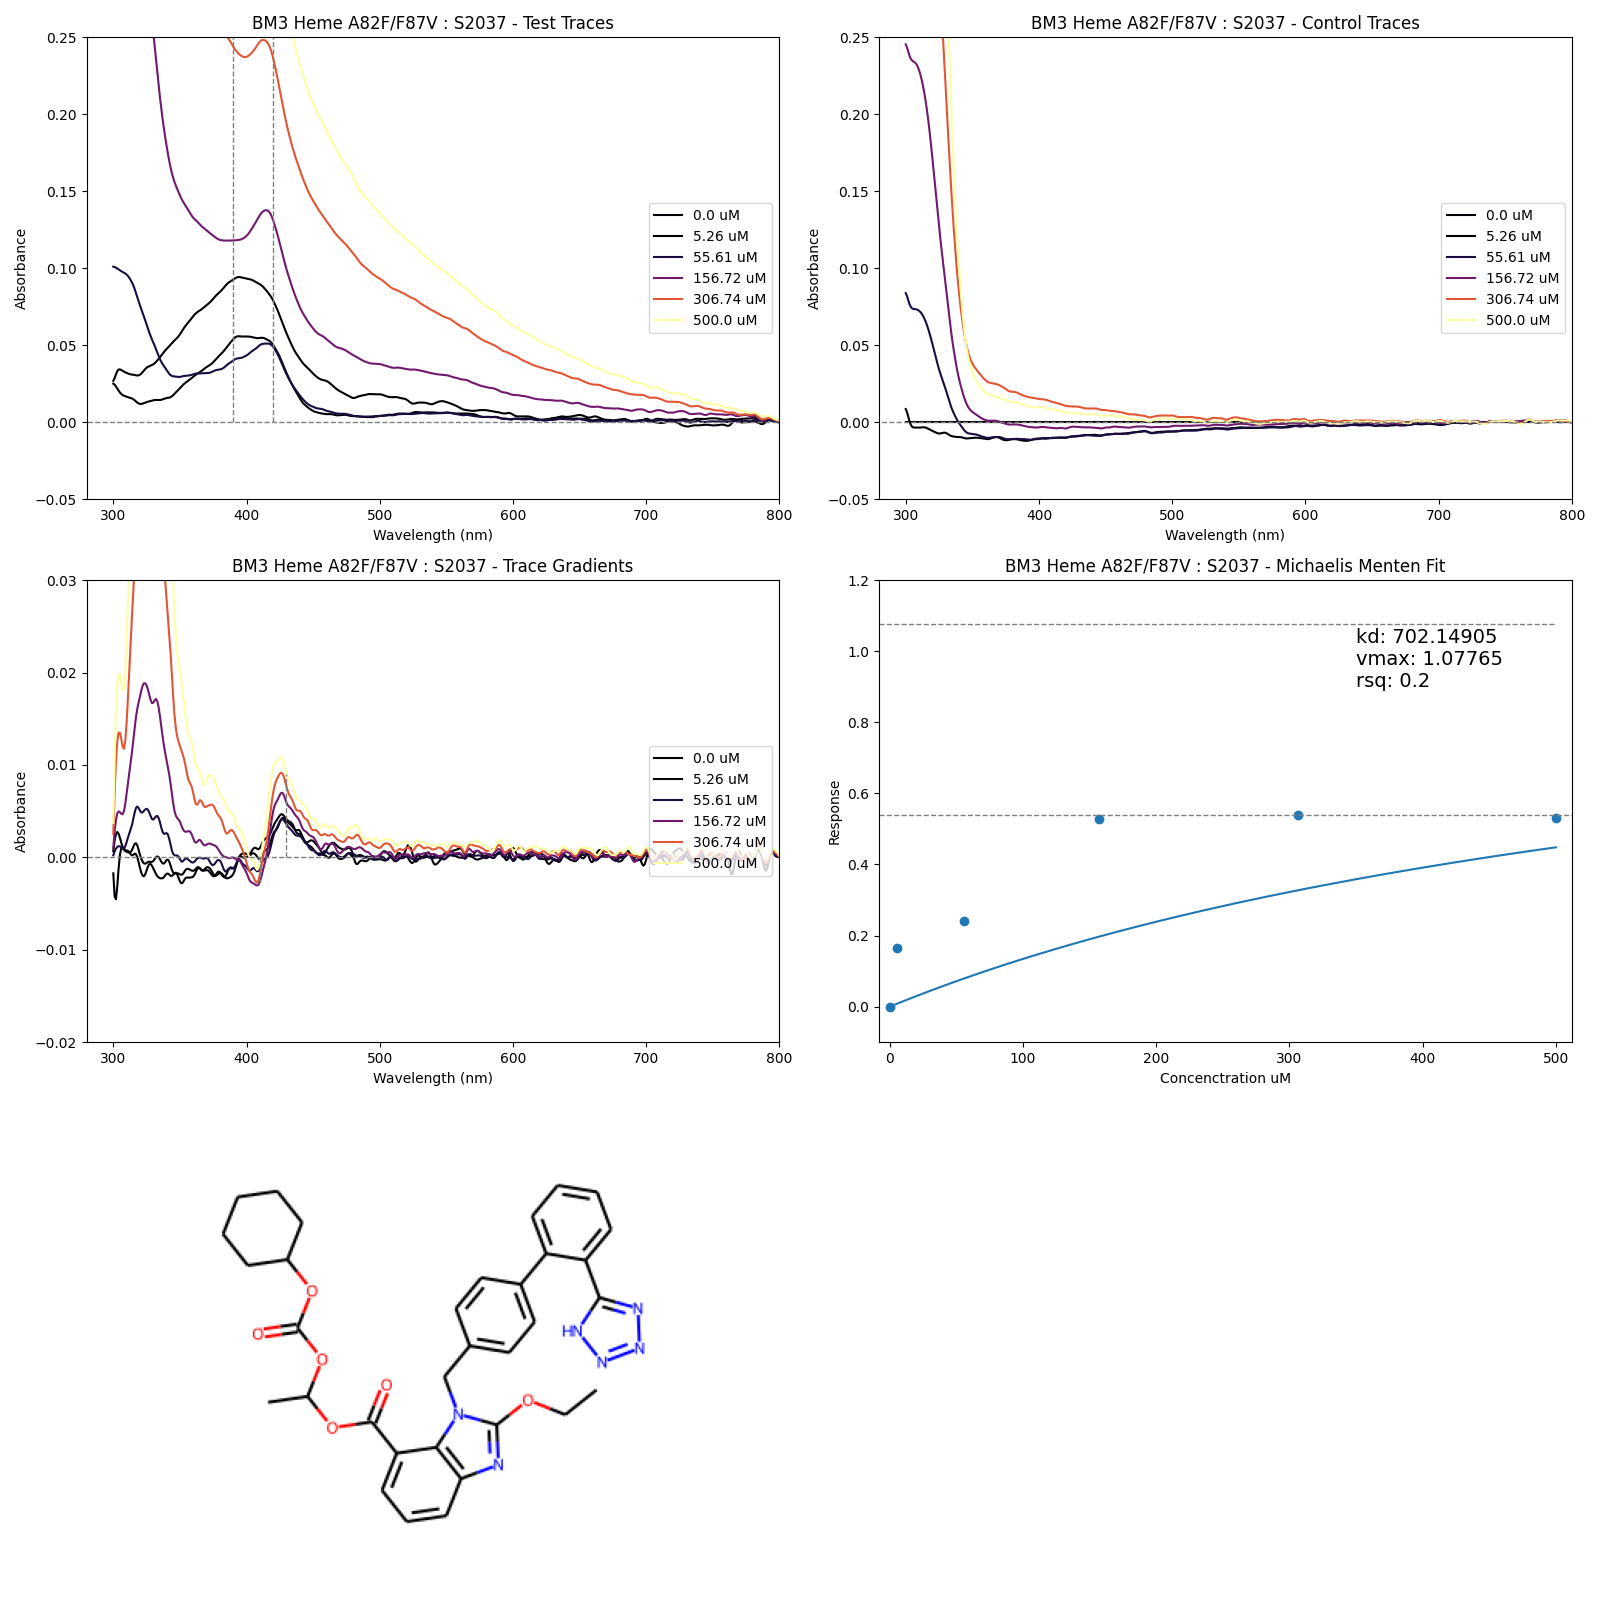 BM3 Heme A82F/F87V : S2037 - Test Traces
0.25
0.20
0.15
0.10
0.05
0.00
−0.05
Absorbance
300 400 500 600 700 800
Wavelength (nm)
0.0 uM
5.26 uM
55.61 uM
156.72 uM
306.74 uM
500.0 uM
BM3 Heme A82F/F87V : S2037 - Control Traces
0.25
0.20
0.15
0.10
0.05
0.00
−0.05
Absorbance
300 400 500 600 700 800
Wavelength (nm)
0.0 uM
5.26 uM
55.61 uM
156.72 uM
306.74 uM
500.0 uM
BM3 Heme A82F/F87V : S2037 - Trace Gradients
0.03
0.02
0.01
0.00
−0.01
−0.02
Absorbance
300 400 500 600 700 800
Wavelength (nm)
0.0 uM
5.26 uM
55.61 uM
156.72 uM
306.74 uM
500.0 uM
BM3 Heme A82F/F87V : S2037 - Michaelis Menten Fit
1.2
1.0
0.8
0.6
0.4
0.2
0.0
Response
0 100 200 300 400 500
Concenctration uM
kd: 702.14905
vmax: 1.07765
rsq: 0.2
O
O
O
O
O
N
N
O
HN
N
N
N